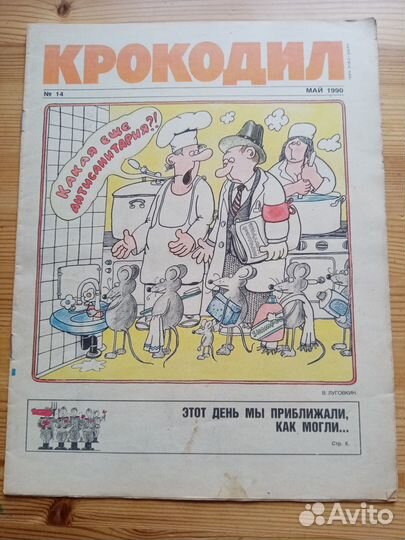 КРОКОДИЛ
№ 14
МАЙ 1990
КАКАЯ ЕЩЕ
АНТИСАНИТАРИЯ?!
В. ЛУГОВКИН.
ЭТОТ ДЕНЬ МЫ ПРИБЛИЖАЛИ,
КАК МОГЛИ...
Стр. 6.
Avito